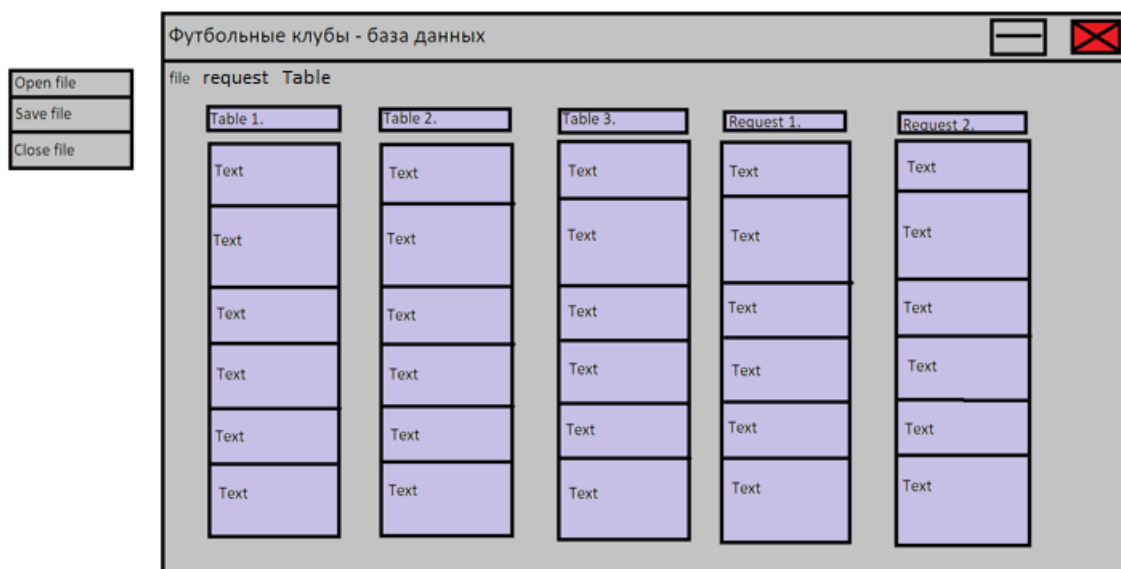 Футбольные клубы - база данных
file request Table
Open file
Save file
Close file
Table 1. Table 2. Table 3. Request 1. Request 2.
Text Text Text Text Text
Text Text Text Text Text
Text Text Text Text Text
Text Text Text Text Text
Text Text Text Text Text
Text Text Text Text Text